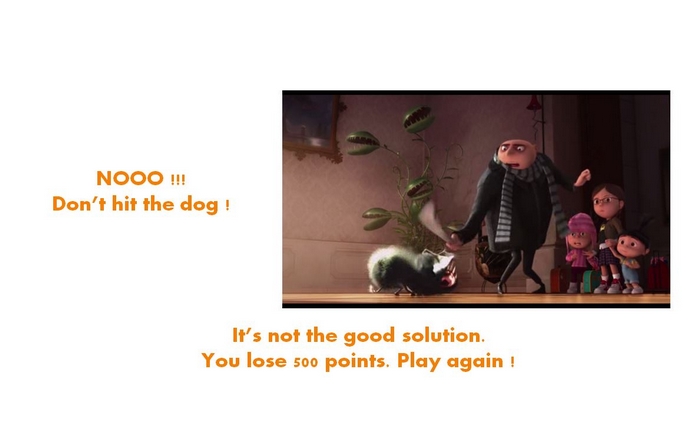 NOOO !!!
Don't hit the dog !
It's not the good solution.
You lose 500 points. Play again !